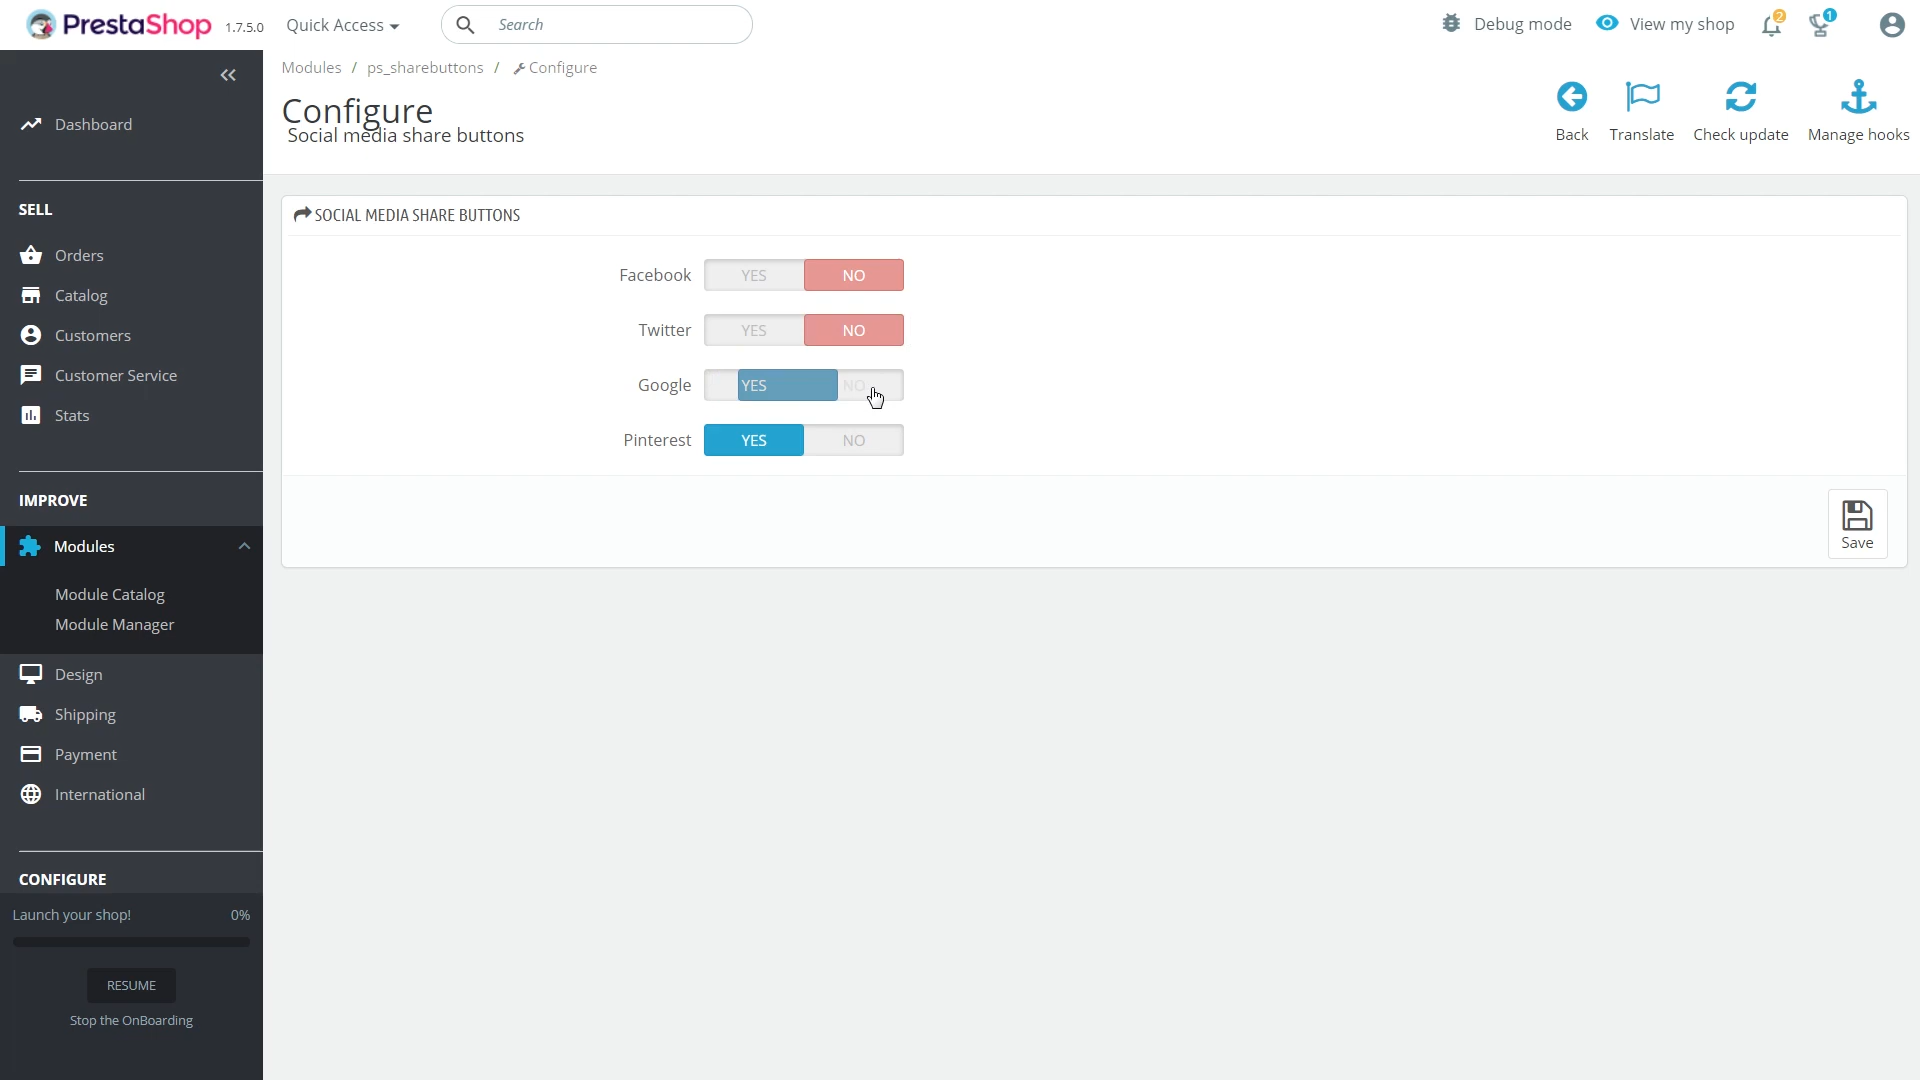 PrestaShop 1.7.5.0 Quick Access Search Debug mode View my shop 2 1
Modules / ps_sharebuttons / Configure
Configure
Social media share buttons
Back Translate Check update Manage hooks
Dashboard
SELL
Orders
Catalog
Customers
Customer Service
Stats
IMPROVE
Modules
Module Catalog
Module Manager
Design
Shipping
Payment
International
CONFIGURE
Launch your shop! 0%
RESUME
Stop the OnBoarding
SOCIAL MEDIA SHARE BUTTONS
Facebook YES NO
Twitter YES NO
Google YES NO
Pinterest YES NO
Save